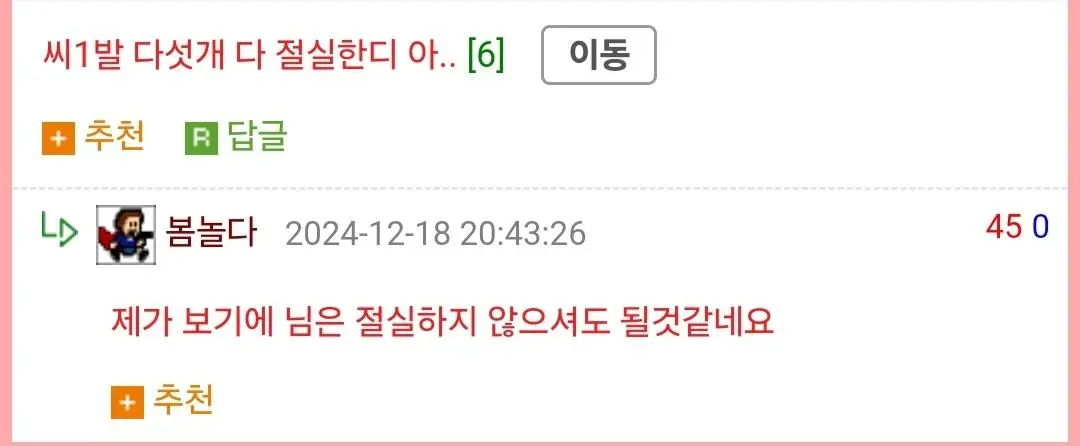 씨1발 다섯개 다 절실한디 아.. [6] 이동
+ 추천 R 답글
봄놀다 2024-12-18 20:43:26 45 0
제가 보기에 님은 절실하지 않으셔도 될것같네요
+ 추천